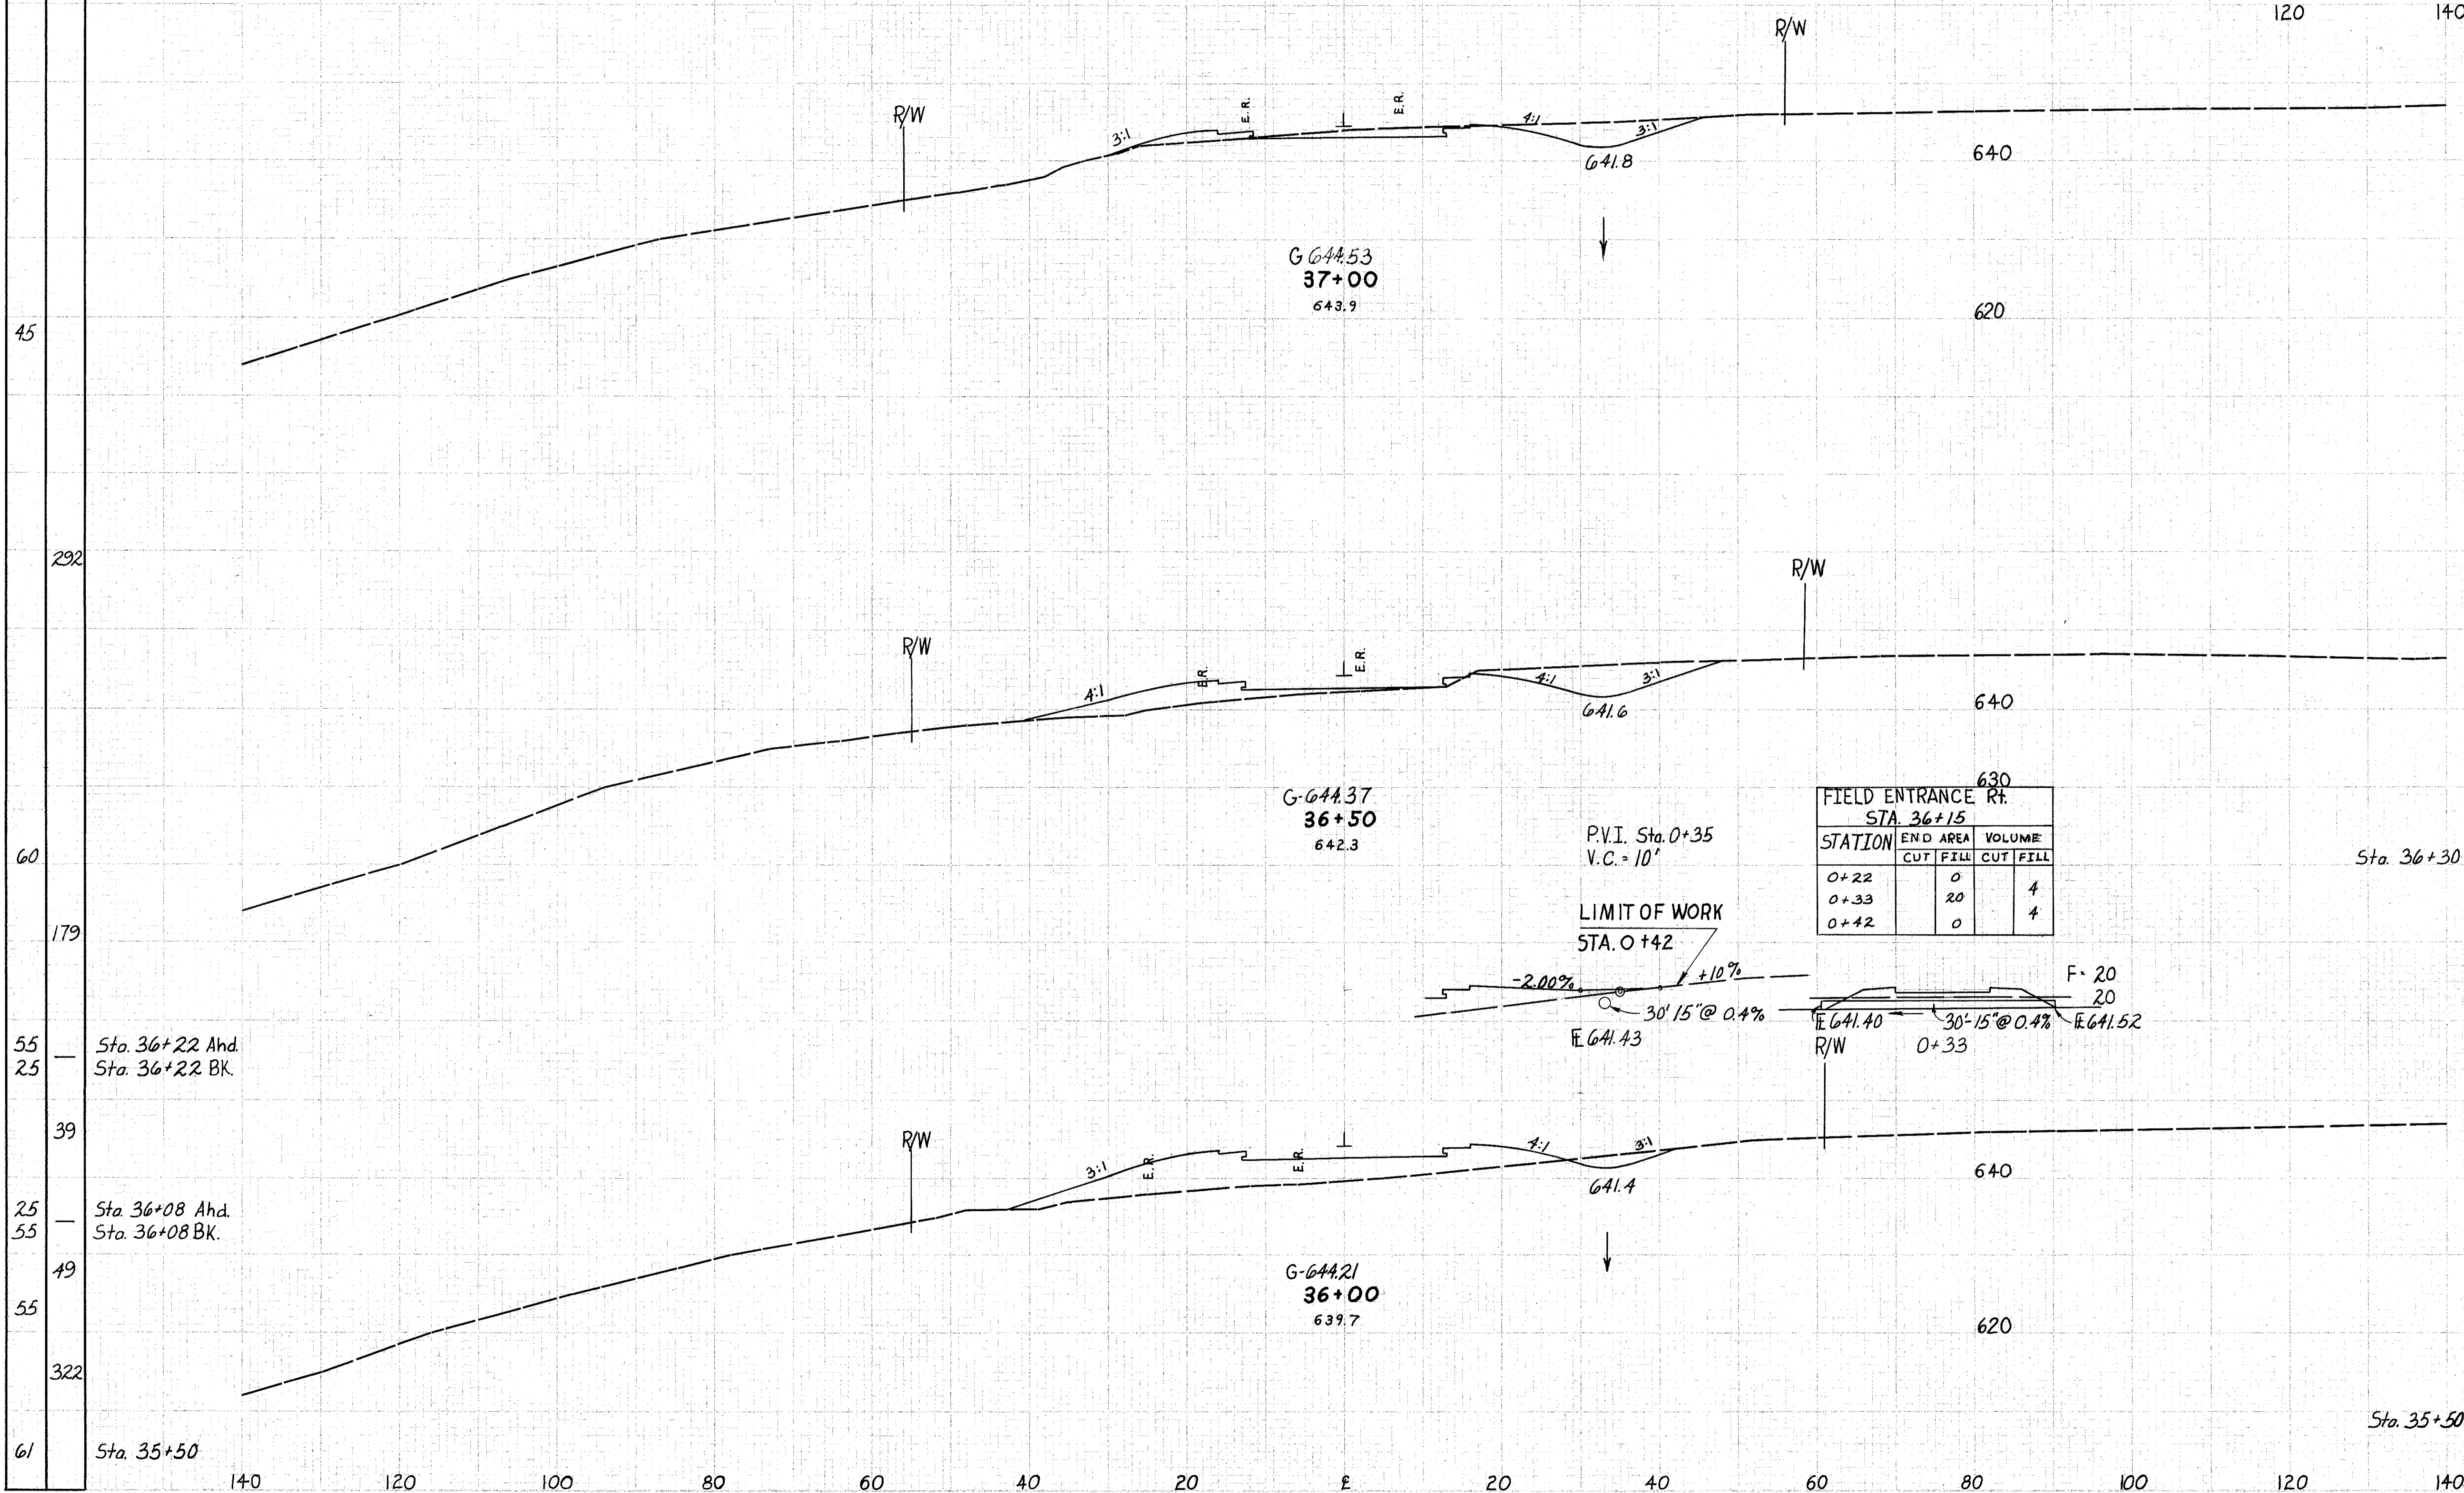 120 140
R/W
R/W
E.R.
E.R.
3:1
4:1
3:1
640
641.8
G 644.53
37+00
643.9
620
45
292
R/W
R/W
E.R.
E.R.
4:1
4:1
3:1
640
641.6
630
G-644.37
36+50
642.3
P.V.I. Sta. 0+35
V.C. = 10'
FIELD ENTRANCE Rt.
STA. 36+15
STATION END AREA VOLUME
CUT FILL CUT FILL
0+22 0
4
0+33 20
4
0+42 0
60
Sta. 36+30
179
LIMIT OF WORK
STA. 0+42
-2.00% +10%
30' 15" @ 0.4%
F̵L 641.43
F- 20
20
F̵L 641.40 30'-15" @ 0.4% F̵L 641.52
R/W 0+33
55 Sta. 36+22 Ahd.
25 Sta. 36+22 BK.
39
R/W
E.R.
E.R.
3:1
4:1
3:1
640
641.4
25 Sta. 36+08 Ahd.
55 Sta. 36+08 BK.
49
G-644.21
36+00
639.7
55
620
322
Sta. 35+50
61 Sta. 35+50
140 120 100 80 60 40 20 ℄ 20 40 60 80 100 120 140